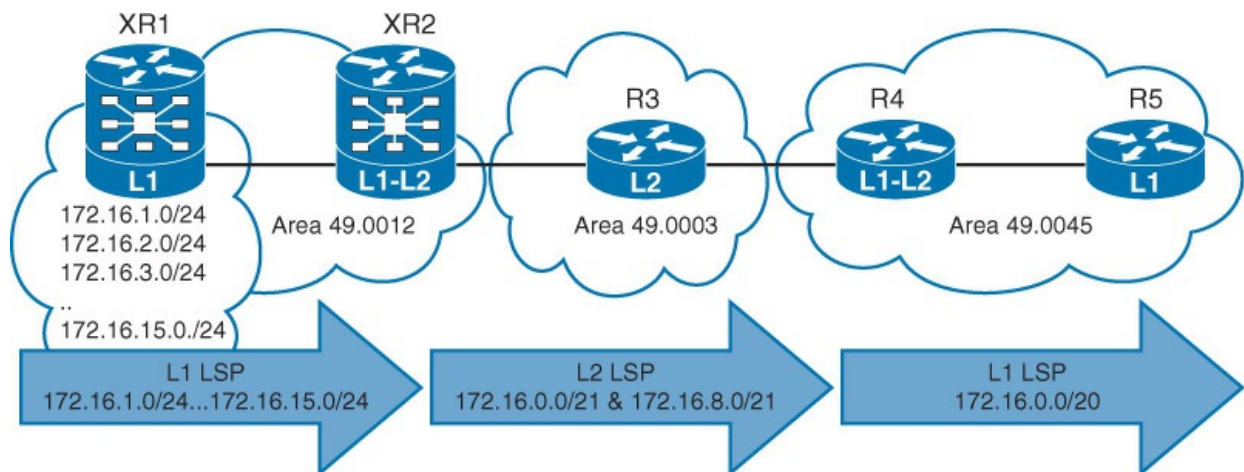 XR1
XR2
R3
R4
R5
L1
L1-L2
L2
L1-L2
L1
172.16.1.0/24
172.16.2.0/24
172.16.3.0/24
..
172.16.15.0./24
Area 49.0012
Area 49.0003
Area 49.0045
L1 LSP
172.16.1.0/24...172.16.15.0/24
L2 LSP
172.16.0.0/21 & 172.16.8.0/21
L1 LSP
172.16.0.0/20